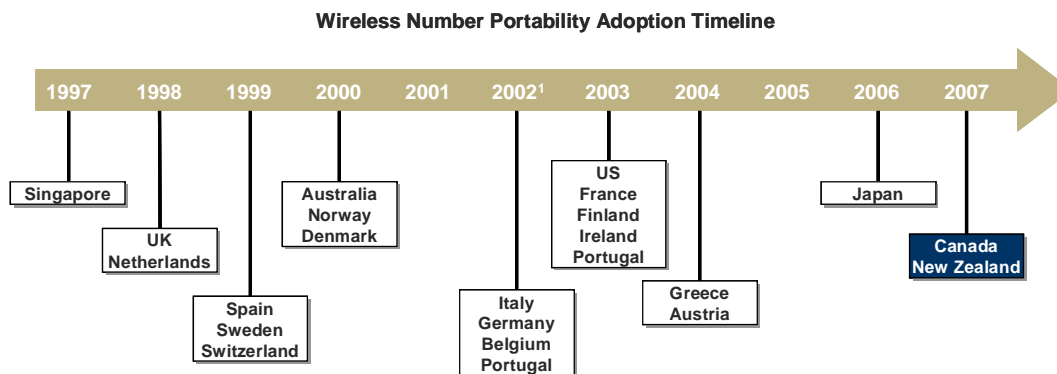 Wireless Number Portability Adoption Timeline
1997 1998 1999 2000 2001 2002¹ 2003 2004 2005 2006 2007
Singapore
UK
Netherlands
Spain
Sweden
Switzerland
Australia
Norway
Denmark
Italy
Germany
Belgium
Portugal
US
France
Finland
Ireland
Portugal
Greece
Austria
Japan
Canada
New Zealand